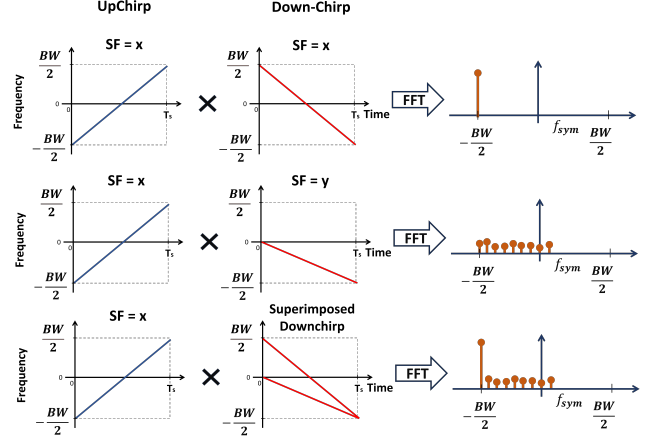 UpChirp
Down-Chirp
SF = x
SF = x
BW
2
Frequency
0
0
Ts
− BW
2
×
BW
2
0
0
Ts Time
− BW
2
FFT
− BW
2
fsym
BW
2
SF = x
SF = y
BW
2
Frequency
0
0
Ts
− BW
2
×
BW
2
0
0
Ts Time
− BW
2
FFT
− BW
2
fsym
BW
2
SF = x
Superimposed
Downchirp
BW
2
Frequency
0
0
Ts
− BW
2
×
BW
2
0
0
Ts
Time
− BW
2
FFT
− BW
2
fsym
BW
2